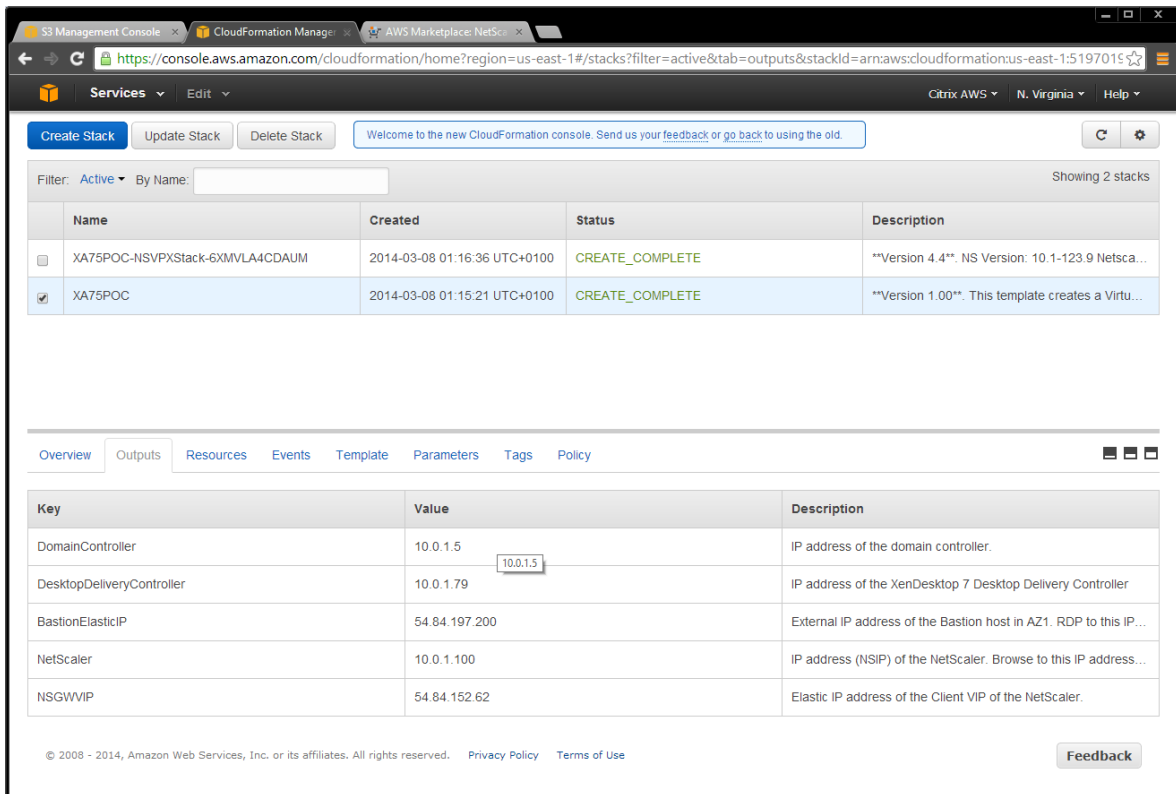 S3 Management Console
CloudFormation Manager
AWS Marketplace: NetSca
https://console.aws.amazon.com/cloudformation/home?region=us-east-1#/stacks?filter=active&tab=outputs&stackId=arn:aws:cloudformation:us-east-1:5197019
Services Edit Citrix AWS N. Virginia Help
Create Stack Update Stack Delete Stack Welcome to the new CloudFormation console. Send us your feedback or go back to using the old.
Filter: Active By Name: Showing 2 stacks
Name Created Status Description
XA75POC-NSVPXStack-6XMVLA4CDAUM 2014-03-08 01:16:36 UTC+0100 CREATE_COMPLETE **Version 4.4**. NS Version: 10.1-123.9 Netsca...
XA75POC 2014-03-08 01:15:21 UTC+0100 CREATE_COMPLETE **Version 1.00**. This template creates a Virtu...
Overview Outputs Resources Events Template Parameters Tags Policy
Key Value Description
DomainController 10.0.1.5 IP address of the domain controller.
10.0.1.5
DesktopDeliveryController 10.0.1.79 IP address of the XenDesktop 7 Desktop Delivery Controller
BastionElasticIP 54.84.197.200 External IP address of the Bastion host in AZ1. RDP to this IP...
NetScaler 10.0.1.100 IP address (NSIP) of the NetScaler. Browse to this IP address...
NSGWVIP 54.84.152.62 Elastic IP address of the Client VIP of the NetScaler.
© 2008 - 2014, Amazon Web Services, Inc. or its affiliates. All rights reserved. Privacy Policy Terms of Use Feedback